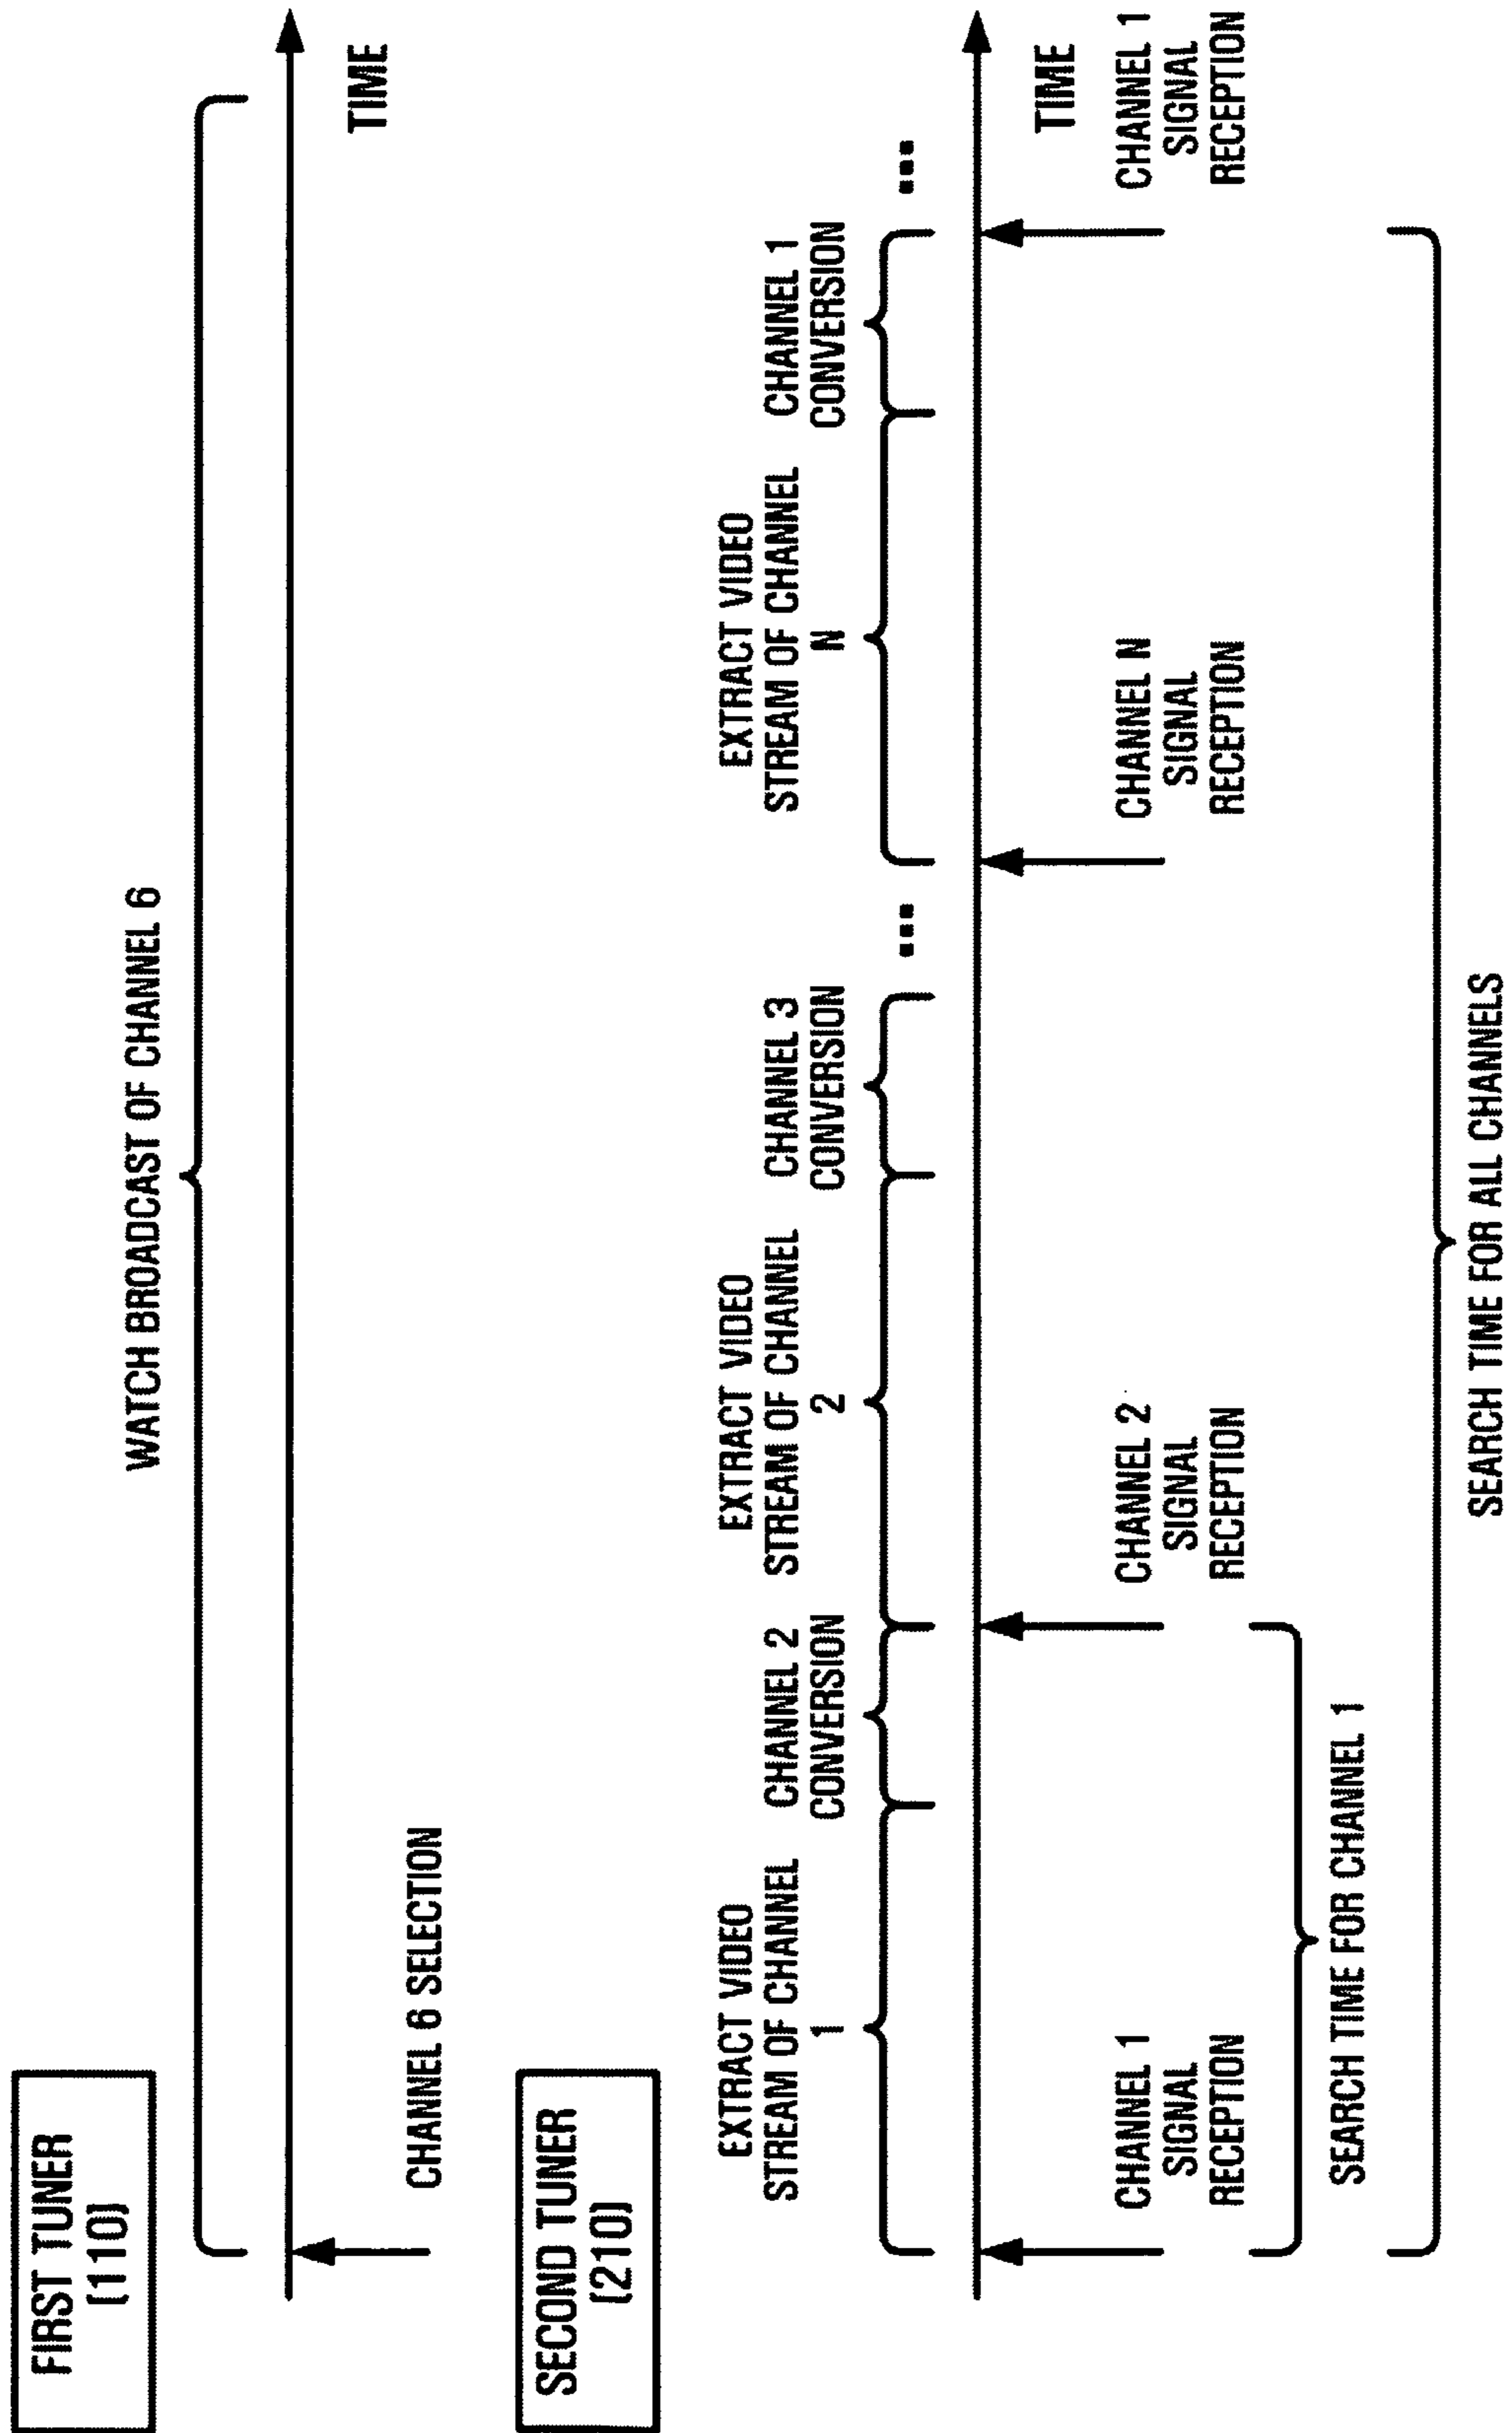 FIRST TUNER
(110)
WATCH BROADCAST OF CHANNEL 6
TIME
CHANNEL 6 SELECTION
SECOND TUNER
(210)
EXTRACT VIDEO
STREAM OF CHANNEL
1
CHANNEL 2
CONVERSION
EXTRACT VIDEO
STREAM OF CHANNEL
2
CHANNEL 3
CONVERSION
...
EXTRACT VIDEO
STREAM OF CHANNEL
N
CHANNEL 1
CONVERSION
...
TIME
CHANNEL 1
SIGNAL
RECEPTION
CHANNEL 2
SIGNAL
RECEPTION
CHANNEL N
SIGNAL
RECEPTION
CHANNEL 1
SIGNAL
RECEPTION
SEARCH TIME FOR CHANNEL 1
SEARCH TIME FOR ALL CHANNELS